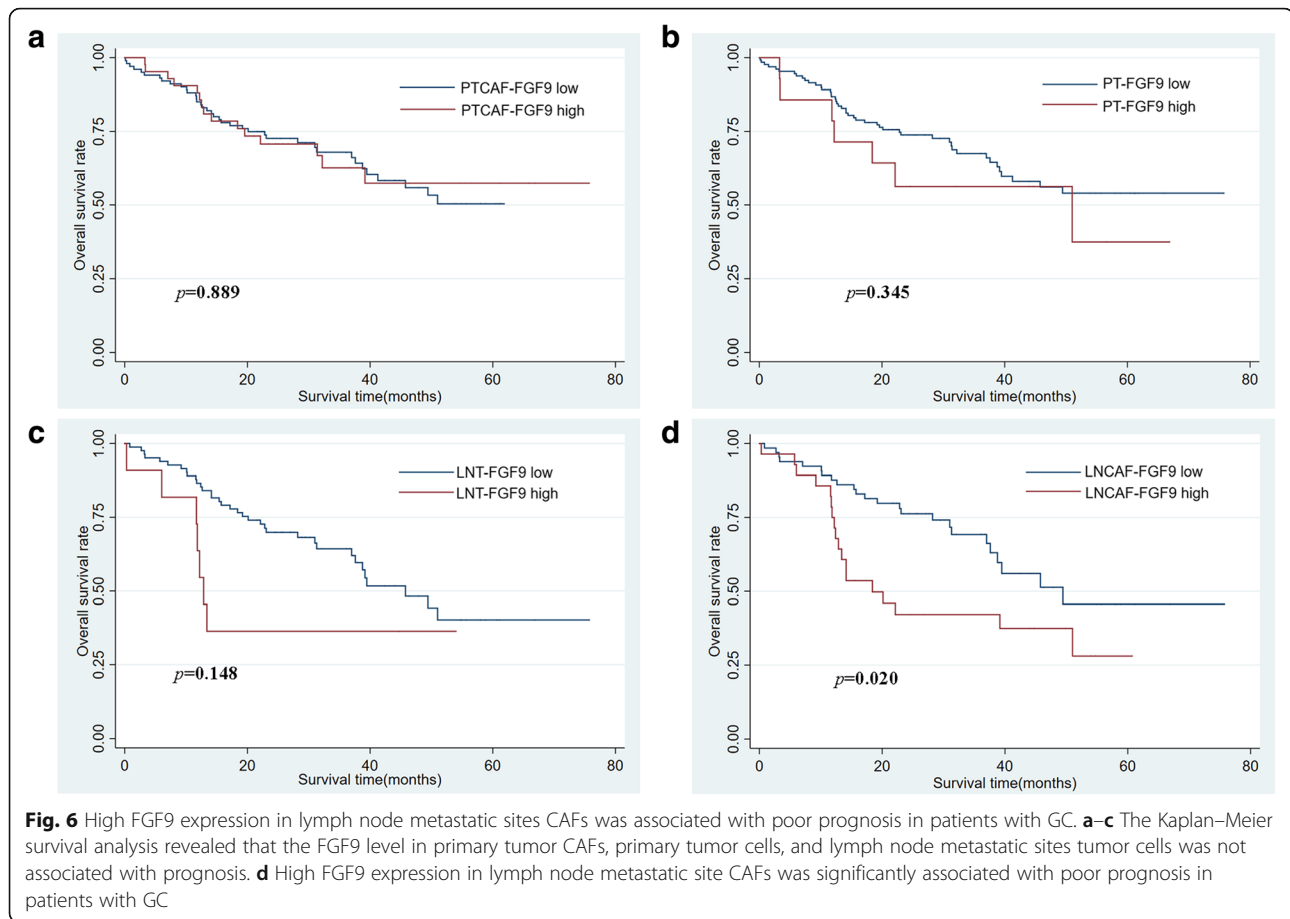 a
1.00
0.75
0.50
0.25
0.00
Overall survival rate
PTCAF-FGF9 low
PTCAF-FGF9 high
p=0.889
0 20 40 60 80
Survival time(months)
b
1.00
0.75
0.50
0.25
0.00
Overall survival rate
PT-FGF9 low
PT-FGF9 high
p=0.345
0 20 40 60 80
Survival time(months)
c
1.00
0.75
0.50
0.25
0.00
Overall survival rate
LNT-FGF9 low
LNT-FGF9 high
p=0.148
0 20 40 60 80
Survival time(months)
d
1.00
0.75
0.50
0.25
0.00
Overall survival rate
LNCAF-FGF9 low
LNCAF-FGF9 high
p=0.020
0 20 40 60 80
Survival time(months)
Fig. 6 High FGF9 expression in lymph node metastatic sites CAFs was associated with poor prognosis in patients with GC. a–c The Kaplan–Meier
survival analysis revealed that the FGF9 level in primary tumor CAFs, primary tumor cells, and lymph node metastatic sites tumor cells was not
associated with prognosis. d High FGF9 expression in lymph node metastatic site CAFs was significantly associated with poor prognosis in
patients with GC